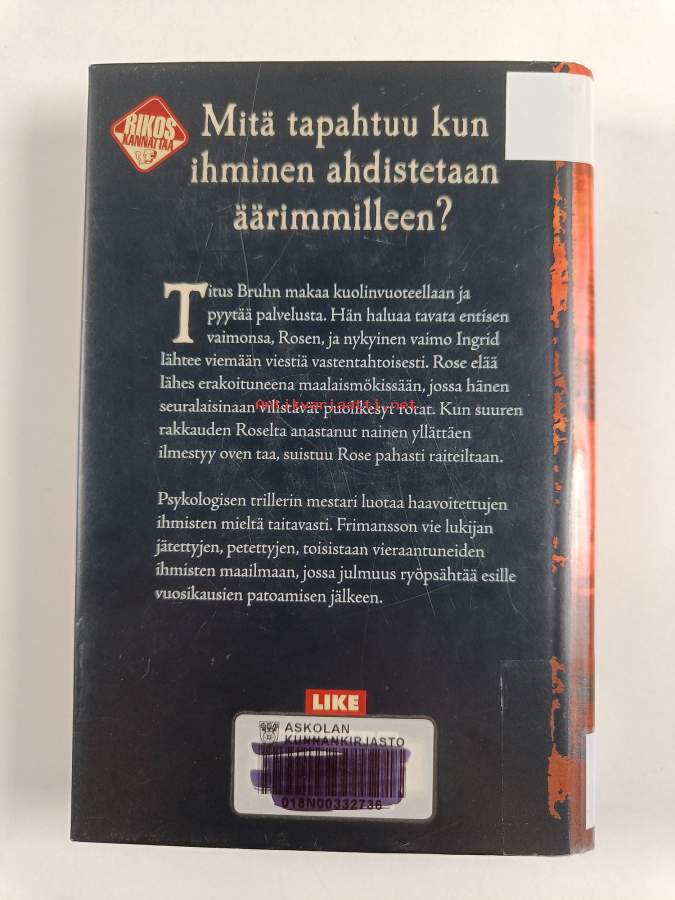 RIKOS
KANNATTAA
Mitä tapahtuu kun
ihminen ahdistetaan
äärimmilleen?
Titus Bruhn makaa kuolinvuoteellaan ja
pyytää palvelusta. Hän haluaa tavata entisen
vaimonsa, Rosen, ja nykyinen vaimo Ingrid
lähtee viemään viestiä vastentahtoisesti. Rose elää
lähes erakoituneena maalaismökissään, jossa hänen
seuralaisinaan vilistävät puolikesyt rotat. Kun suuren
Antikvariaatti.net
rakkauden Roselta anastanut nainen yllättäen
ilmestyy oven taa, suistuu Rose pahasti raiteiltaan.
Psykologisen trillerin mestari luotaa haavoitettujen
ihmisten mieltä taitavasti. Frimansson vie lukijan
jätettyjen, petettyjen, toisistaan vieraantuneiden
ihmisten maailmaan, jossa julmuus ryöpsähtää esille
vuosikausien patoamisen jälkeen.
LIKE
ASKOLAN
KUNNANKIRJASTO
018N00332736